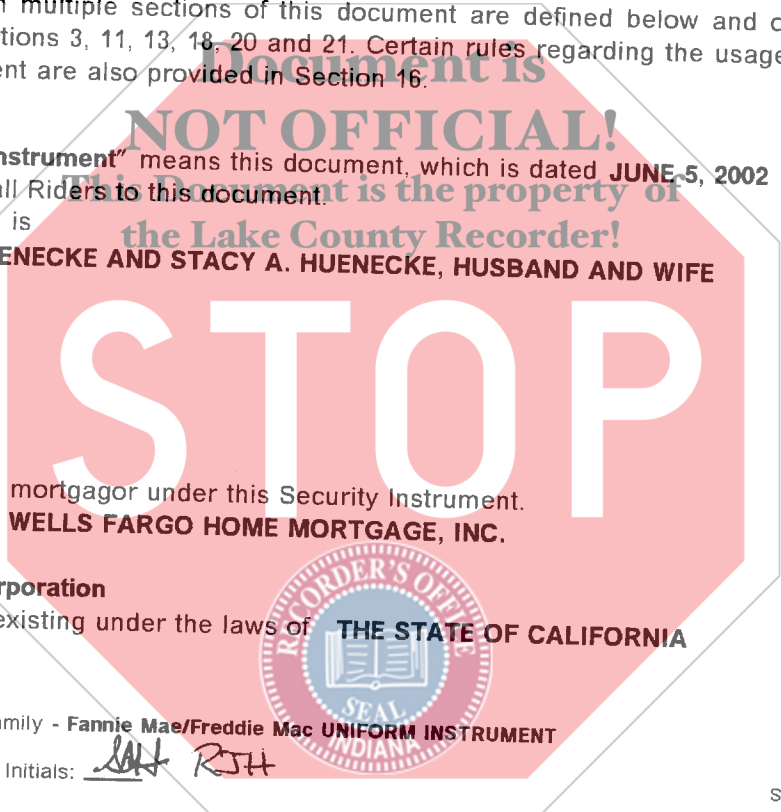 multiple sections of this document are defined below and
tions 3, 11, 13, 18, 20 and 21. Certain rules regarding the usage
ent are also provided in Section 16.
Document is
NOT OFFICIAL!
This Document is the property of
the Lake County Recorder!
nstrument" means this document, which is dated JUNE 5, 2002
all Riders to this document.
is
ENECKE AND STACY A. HUENECKE, HUSBAND AND WIFE
STOP
mortgagor under this Security Instrument.
WELLS FARGO HOME MORTGAGE, INC.
rporation
existing under the laws of THE STATE OF CALIFORNIA
RECORDER'S OFFICE
SEAL
INDIANA
amily - Fannie Mae/Freddie Mac UNIFORM INSTRUMENT
Initials: SAH RJH
S